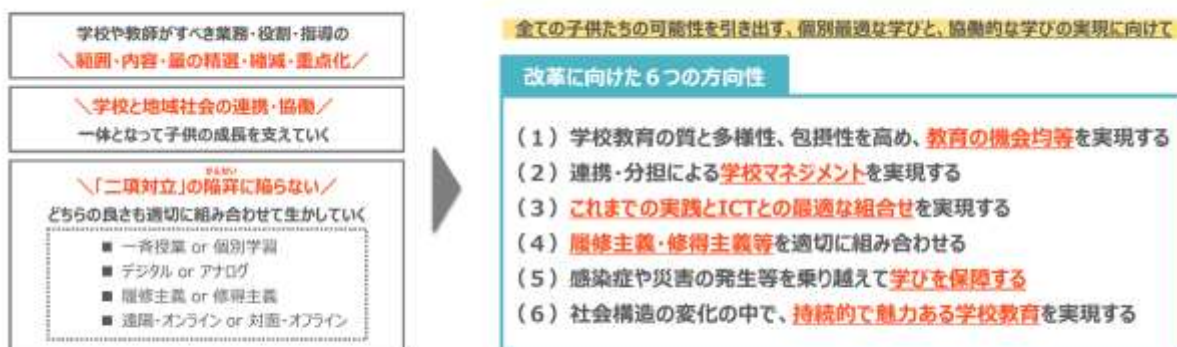 学校や教師がすべき業務・役割・指導の
＼範囲・内容・量の精選・縮減・重点化／
＼学校と地域社会の連携・協働／
一体となって子供の成長を支えていく
かんせい
＼「二項対立」の陥穽に陥らない／
どちらの良さも適切に組み合わせて生かしていく
■ 一斉授業 or 個別学習
■ デジタル or アナログ
■ 履修主義 or 修得主義
■ 遠隔・オンライン or 対面・オフライン
全ての子供たちの可能性を引き出す、個別最適な学びと、協働的な学びの実現に向けて
改革に向けた６つの方向性
（１）学校教育の質と多様性、包摂性を高め、教育の機会均等を実現する
（２）連携・分担による学校マネジメントを実現する
（３）これまでの実践とICTとの最適な組合せを実現する
（４）履修主義・修得主義等を適切に組み合わせる
（５）感染症や災害の発生等を乗り越えて学びを保障する
（６）社会構造の変化の中で、持続的で魅力ある学校教育を実現する